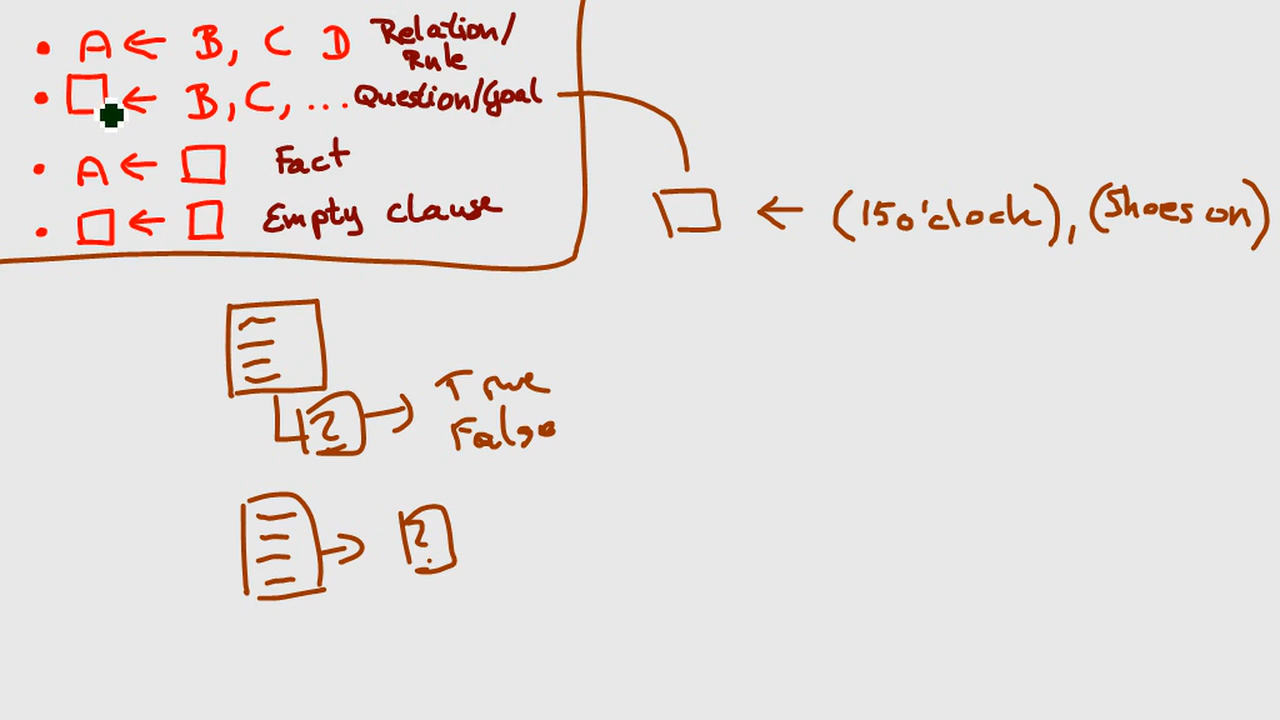 • A ← B, C D Relation/
Rule
• □ ← B, C, ... Question/Goal
• A ← □ Fact
• □ ← □ Empty clause
□ ← (15 o'clock), (Shoes on)
True
False
?